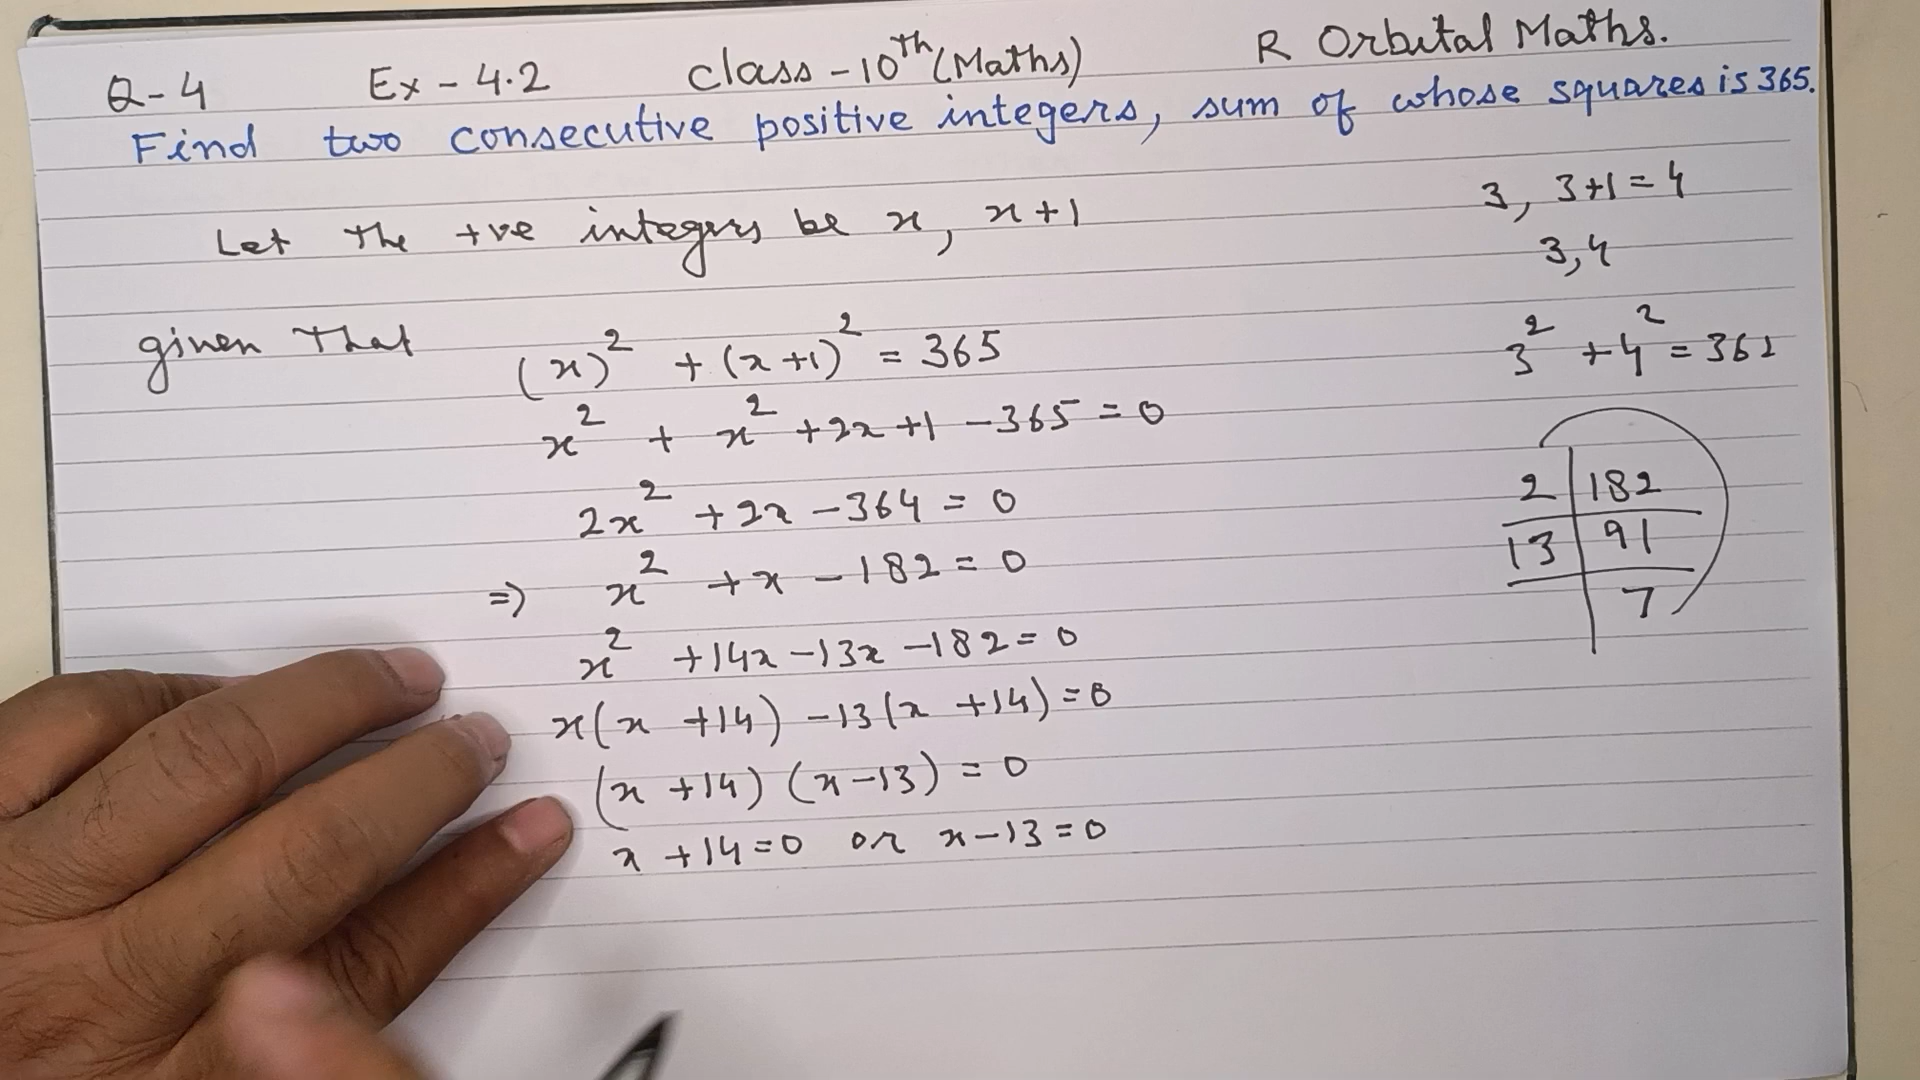 Q-4 Ex-4.2 Class-10th (Maths) R Orbital Maths.
Find two consecutive positive integers, sum of whose squares is 365.
Let the +ve integers be x, x+1
given that (x)² + (x+1)² = 365
x² + x² +2x+1 -365 = 0
2x² +2x -364 = 0
=> x² +x -182 = 0
x² +14x-13x-182 = 0
x(x +14) -13(x +14) = 0
(x +14) (x-13) = 0
x +14=0 or x-13=0
3, 3+1=4
3,4
3² +4² =
2 | 182
13 | 91
7